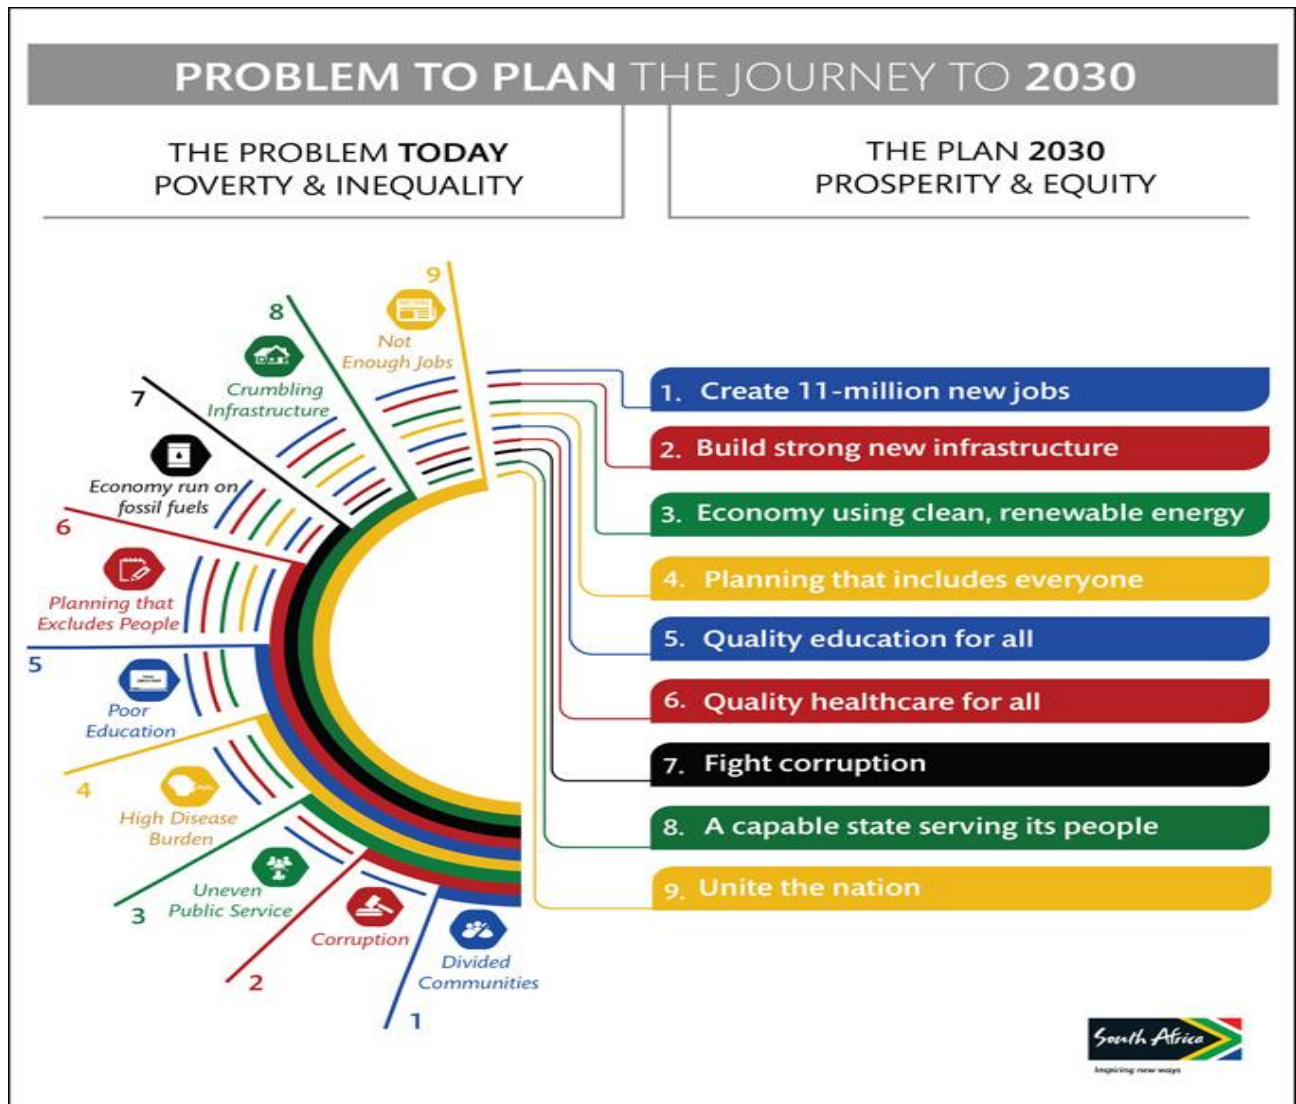 PROBLEM TO PLAN THE JOURNEY TO 2030
THE PROBLEM TODAY
POVERTY & INEQUALITY
THE PLAN 2030
PROSPERITY & EQUITY
9
Not
Enough Jobs
8
Crumbling
Infrastructure
7
Economy run on
fossil fuels
6
Planning that
Excludes People
5
Poor
Education
4
High Disease
Burden
3
Uneven
Public Service
2
Corruption
1
Divided
Communities
1. Create 11-million new jobs
2. Build strong new infrastructure
3. Economy using clean, renewable energy
4. Planning that includes everyone
5. Quality education for all
6. Quality healthcare for all
7. Fight corruption
8. A capable state serving its people
9. Unite the nation
South Africa
Inspiring new ways